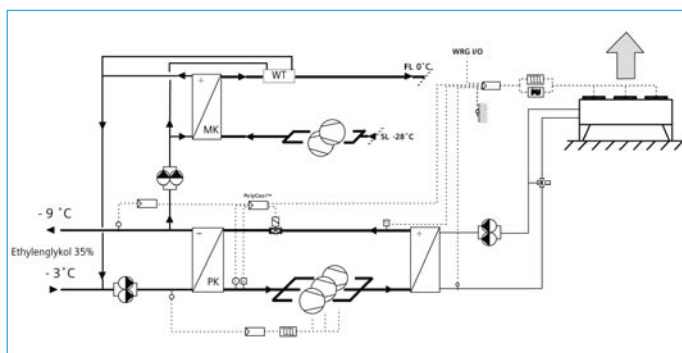 WRG I/O
FL 0°C
WT
+
MK
SL -28°C
PolyCool™
- 9 °C
Ethylenglykol 35%
- 3°C
−
PK
+